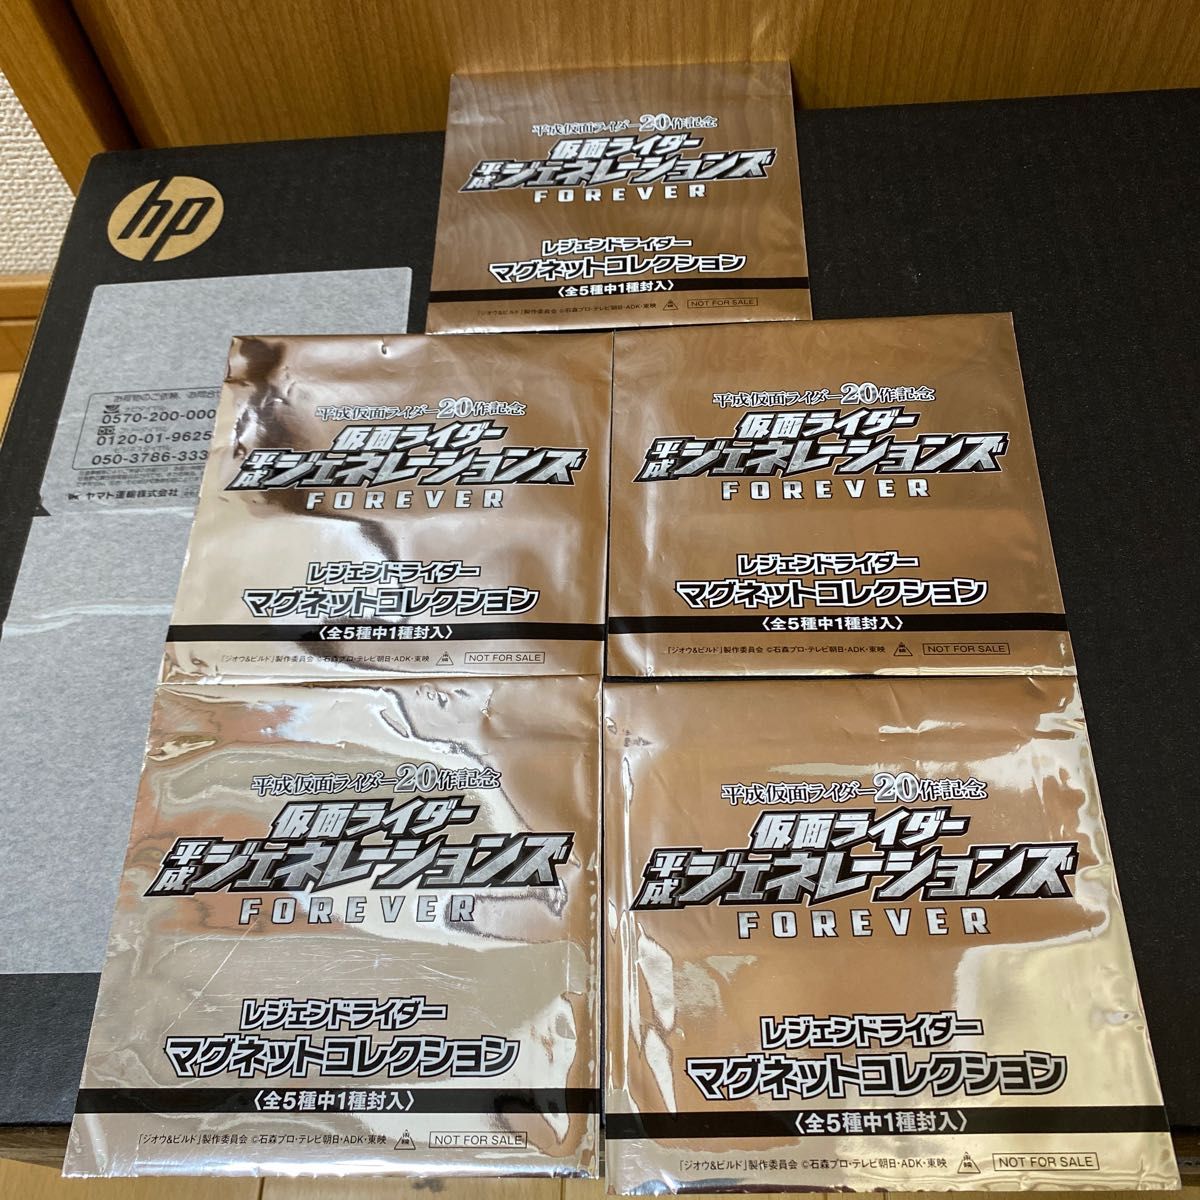 平成仮面ライダー20作記念
仮面ライダー
平成ジェネレーションズ
FOREVER
レジェンドライダー
マグネットコレクション
〈全5種中1種封入〉
「ジオウ&ビルド」製作委員会 ©石森プロ・テレビ朝日・ADK・東映 NOT FOR SALE
hp
0570-200-000
0120-01-9625
050-3786-333
ヤマト運輸株式会社
平成仮面ライダー20作記念
仮面ライダー
平成ジェネレーションズ
FOREVER
レジェンドライダー
マグネットコレクション
〈全5種中1種封入〉
「ジオウ&ビルド」製作委員会 ©石森プロ・テレビ朝日・ADK・東映 NOT FOR SALE
平成仮面ライダー20作記念
仮面ライダー
平成ジェネレーションズ
FOREVER
レジェンドライダー
マグネットコレクション
〈全5種中1種封入〉
「ジオウ&ビルド」製作委員会 ©石森プロ・テレビ朝日・ADK・東映 NOT FOR SALE
平成仮面ライダー20作記念
仮面ライダー
平成ジェネレーションズ
FOREVER
レジェンドライダー
マグネットコレクション
〈全5種中1種封入〉
「ジオウ&ビルド」製作委員会 ©石森プロ・テレビ朝日・ADK・東映 NOT FOR SALE
平成仮面ライダー20作記念
仮面ライダー
平成ジェネレーションズ
FOREVER
レジェンドライダー
マグネットコレクション
〈全5種中1種封入〉
「ジオウ&ビルド」製作委員会 ©石森プロ・テレビ朝日・ADK・東映 NOT FOR SALE